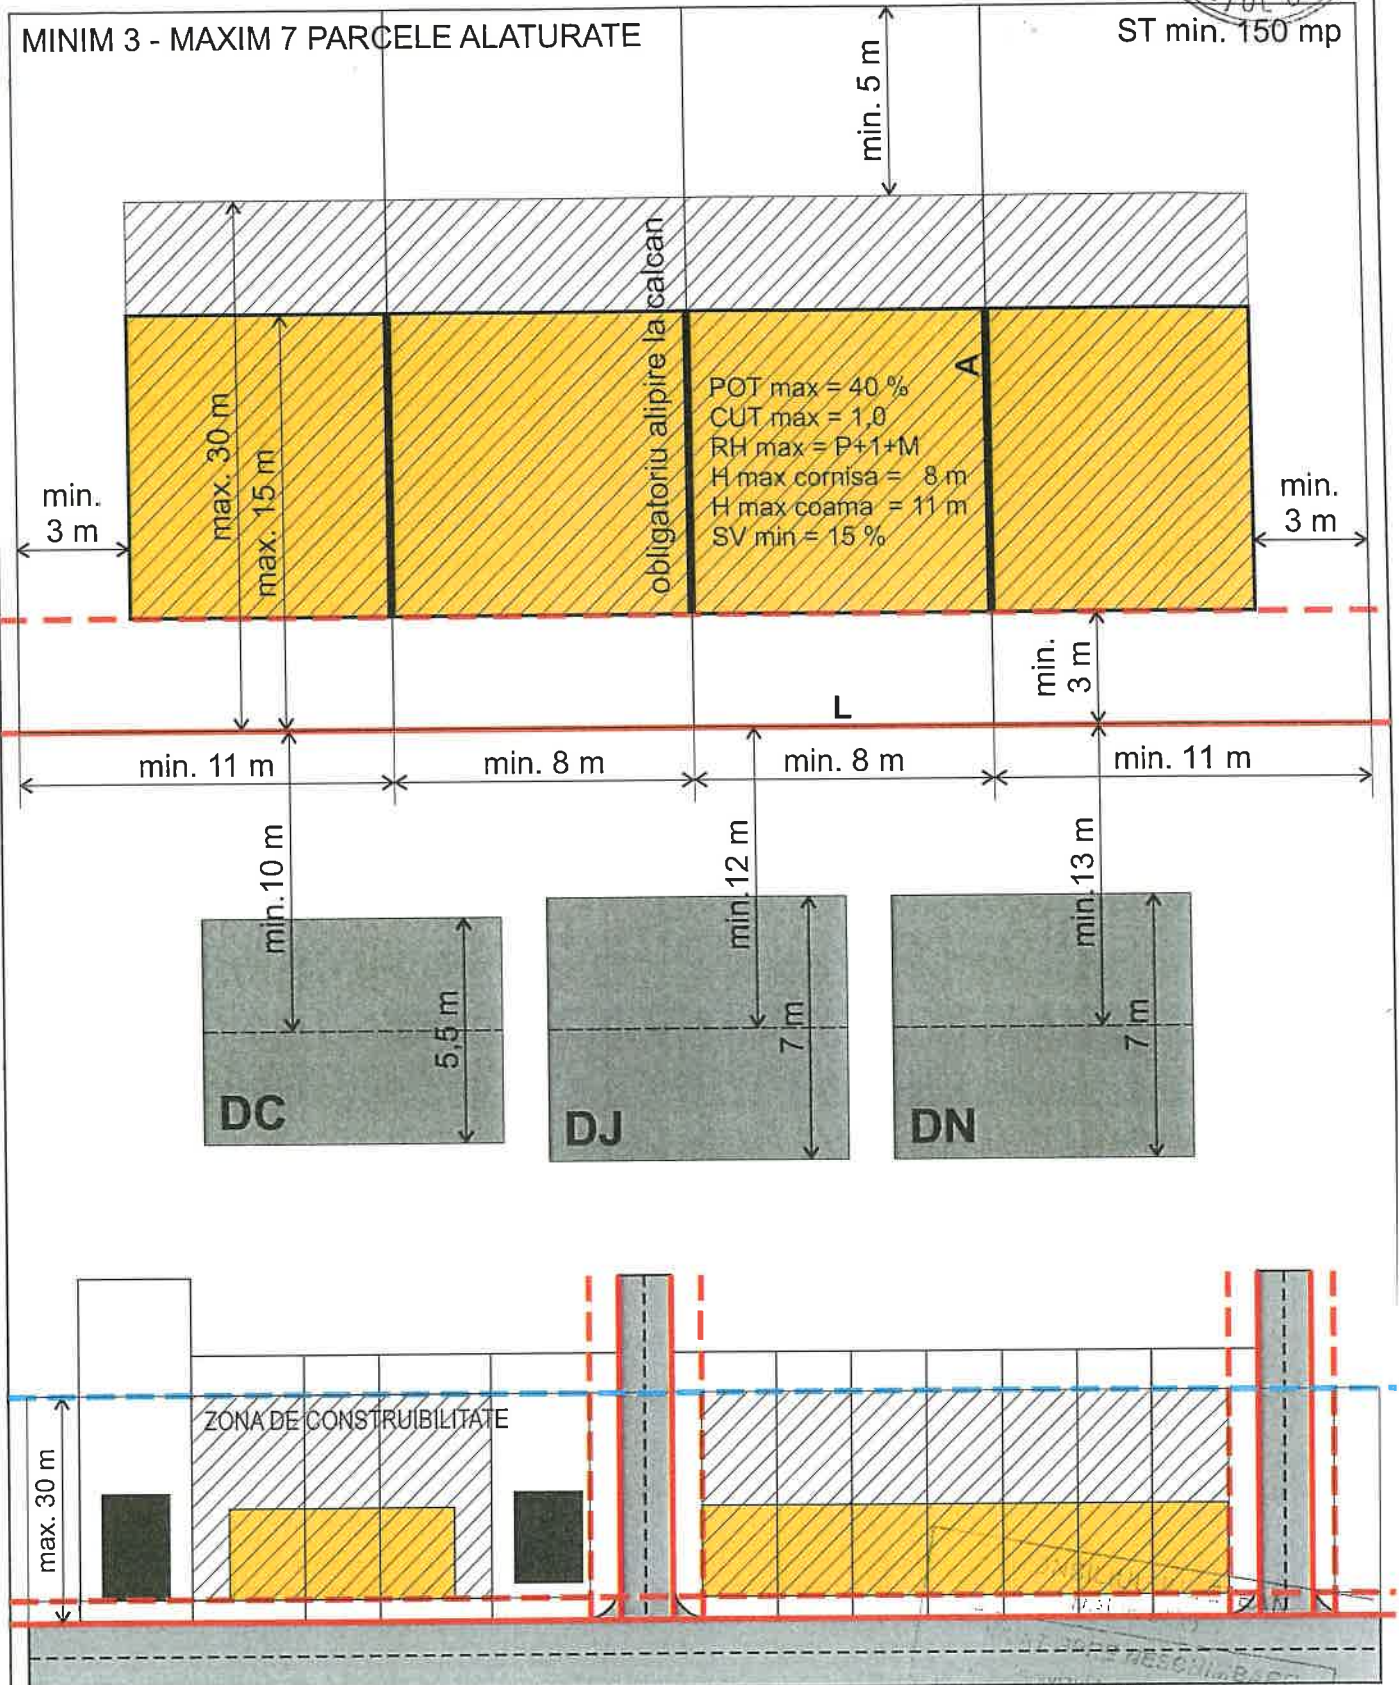 MINIM 3 - MAXIM 7 PARCELE ALATURATE
ST min. 150 mp
min. 5 m
max. 30 m
max. 15 m
obligatoriu alipire la calcan
A
POT max = 40 %
CUT max = 1,0
RH max = P+1+M
H max cornisa = 8 m
H max coama = 11 m
SV min = 15 %
min.
3 m
min.
3 m
min.
3 m
L
min. 11 m
min. 8 m
min. 8 m
min. 11 m
min. 10 m
min. 12 m
min. 13 m
5,5 m
7 m
7 m
DC
DJ
DN
ZONA DE CONSTRUIBILITATE
max. 30 m